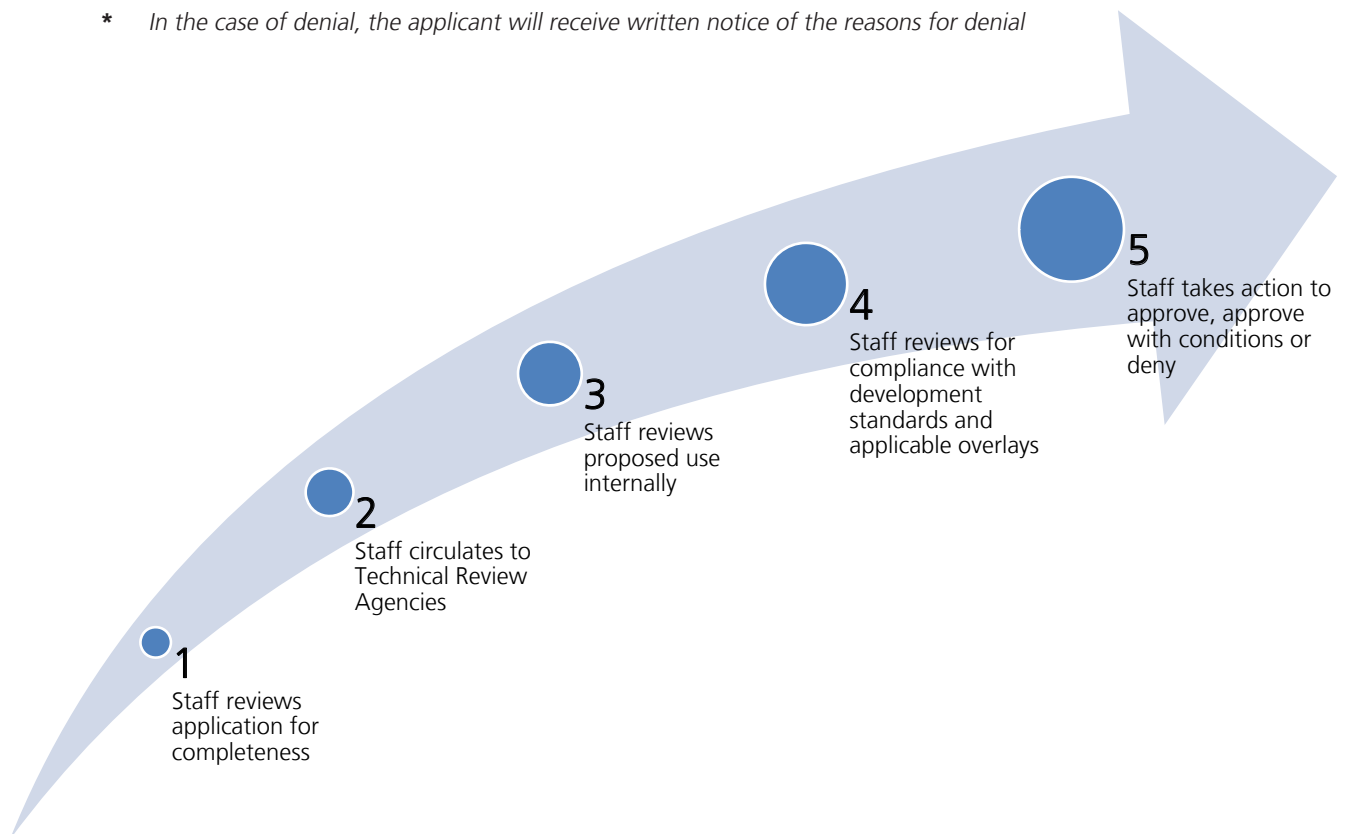 * In the case of denial, the applicant will receive written notice of the reasons for denial
1
Staff reviews
application for
completeness
2
Staff circulates to
Technical Review
Agencies
3
Staff reviews
proposed use
internally
4
Staff reviews for
compliance with
development
standards and
applicable overlays
5
Staff takes action to
approve, approve
with conditions or
deny